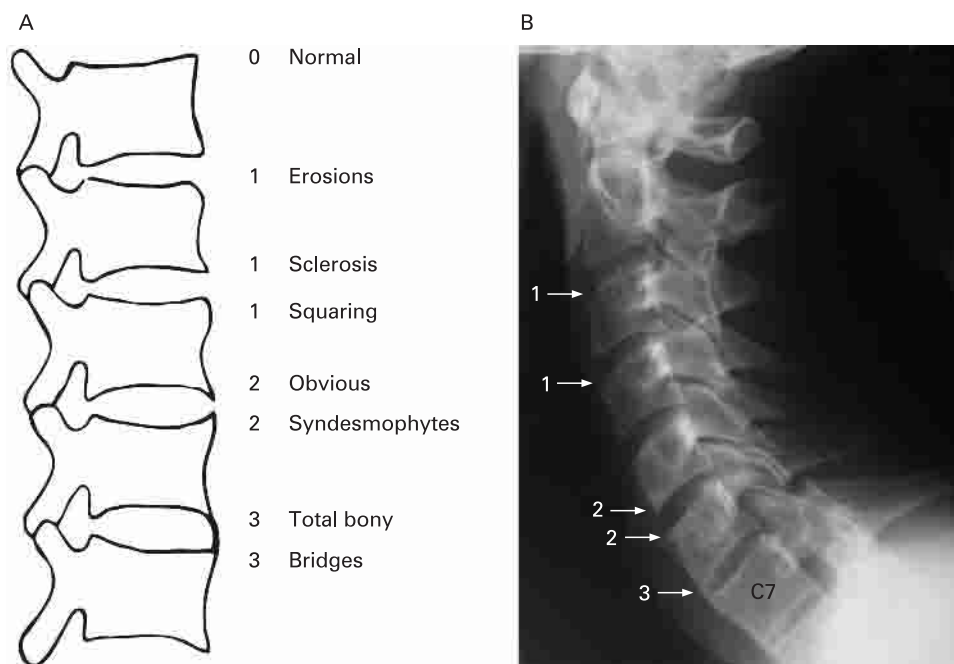 A
0 Normal
1 Erosions
1 Sclerosis
1 Squaring
2 Obvious
2 Syndesmophytes
3 Total bony
3 Bridges
B
1
1
2
2
3
C7